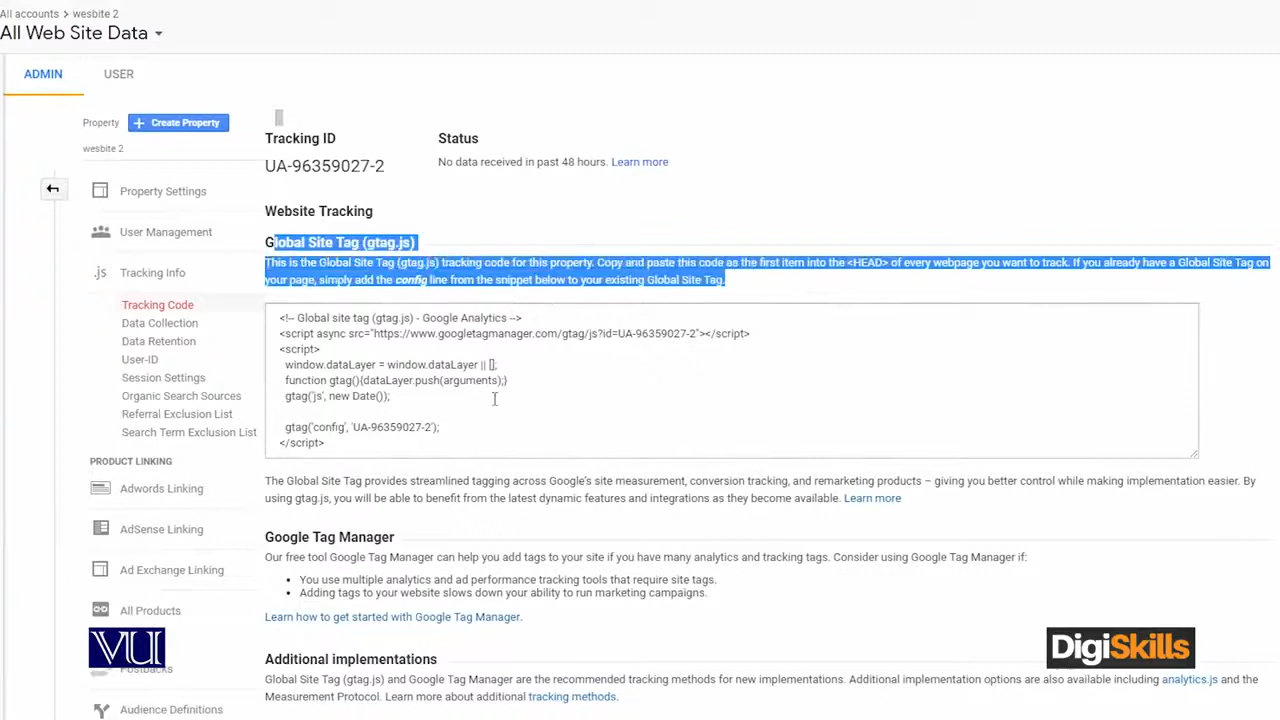 All accounts > wesbite 2
All Web Site Data
ADMIN
USER
Property
+ Create Property
wesbite 2
Property Settings
User Management
.js Tracking Info
Tracking Code
Data Collection
Data Retention
User-ID
Session Settings
Organic Search Sources
Referral Exclusion List
Search Term Exclusion List
PRODUCT LINKING
Adwords Linking
AdSense Linking
Ad Exchange Linking
All Products
VU
Postbacks
Audience Definitions
Tracking ID
UA-96359027-2
Status
No data received in past 48 hours. Learn more
Website Tracking
Global Site Tag (gtag.js)
This is the Global Site Tag (gtag.js) tracking code for this property. Copy and paste this code as the first item into the <HEAD> of every webpage you want to track. If you already have a Global Site Tag on
your page, simply add the config line from the snippet below to your existing Global Site Tag.
<!-- Global site tag (gtag.js) - Google Analytics -->
<script async src="https://www.googletagmanager.com/gtag/js?id=UA-96359027-2"></script>
<script>
window.dataLayer = window.dataLayer || [];
function gtag(){dataLayer.push(arguments);}
gtag('js', new Date());
gtag('config', 'UA-96359027-2');
</script>
The Global Site Tag provides streamlined tagging across Google's site measurement, conversion tracking, and remarketing products – giving you better control while making implementation easier. By
using gtag.js, you will be able to benefit from the latest dynamic features and integrations as they become available. Learn more
Google Tag Manager
Our free tool Google Tag Manager can help you add tags to your site if you have many analytics and tracking tags. Consider using Google Tag Manager if:
• You use multiple analytics and ad performance tracking tools that require site tags.
• Adding tags to your website slows down your ability to run marketing campaigns.
Learn how to get started with Google Tag Manager.
DigiSkills
Additional implementations
Global Site Tag (gtag.js) and Google Tag Manager are the recommended tracking methods for new implementations. Additional implementation options are also available including analytics.js and the
Measurement Protocol. Learn more about additional tracking methods.